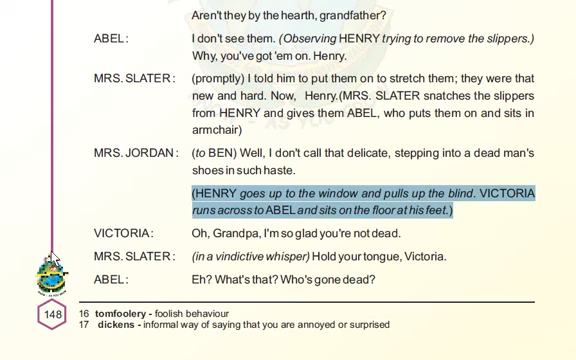 Aren't they by the hearth, grandfather?
ABEL : I don't see them. (Observing HENRY trying to remove the slippers.)
Why, you've got 'em on. Henry.
MRS. SLATER : (promptly) I told him to put them on to stretch them; they were that
new and hard. Now, Henry.(MRS. SLATER snatches the slippers
from HENRY and gives them ABEL, who puts them on and sits in
armchair)
MRS. JORDAN : (to BEN) Well, I don't call that delicate, stepping into a dead man's
shoes in such haste.
(HENRY goes up to the window and pulls up the blind. VICTORIA
runs across to ABEL and sits on the floor at his feet.)
VICTORIA : Oh, Grandpa, I'm so glad you're not dead.
MRS. SLATER : (in a vindictive whisper) Hold your tongue, Victoria.
ABEL : Eh? What's that? Who's gone dead?
148
16 tomfoolery - foolish behaviour
17 dickens - informal way of saying that you are annoyed or surprised